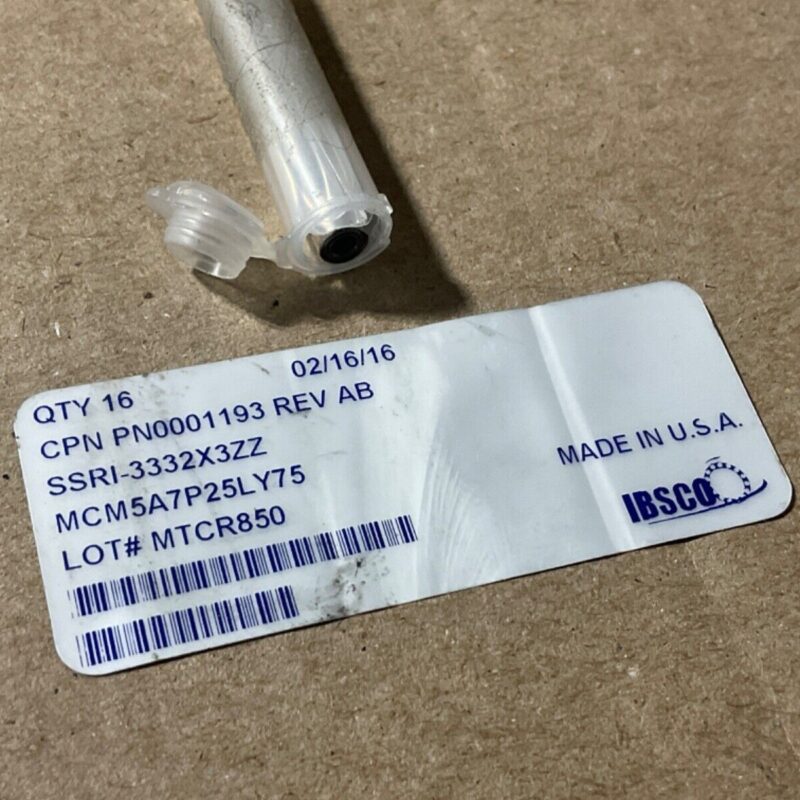 QTY 16 02/16/16
CPN PN0001193 REV AB
SSRI-3332X3ZZ
MCM5A7P25LY75
LOT# MTCR850
MADE IN U.S.A.
IBSCO